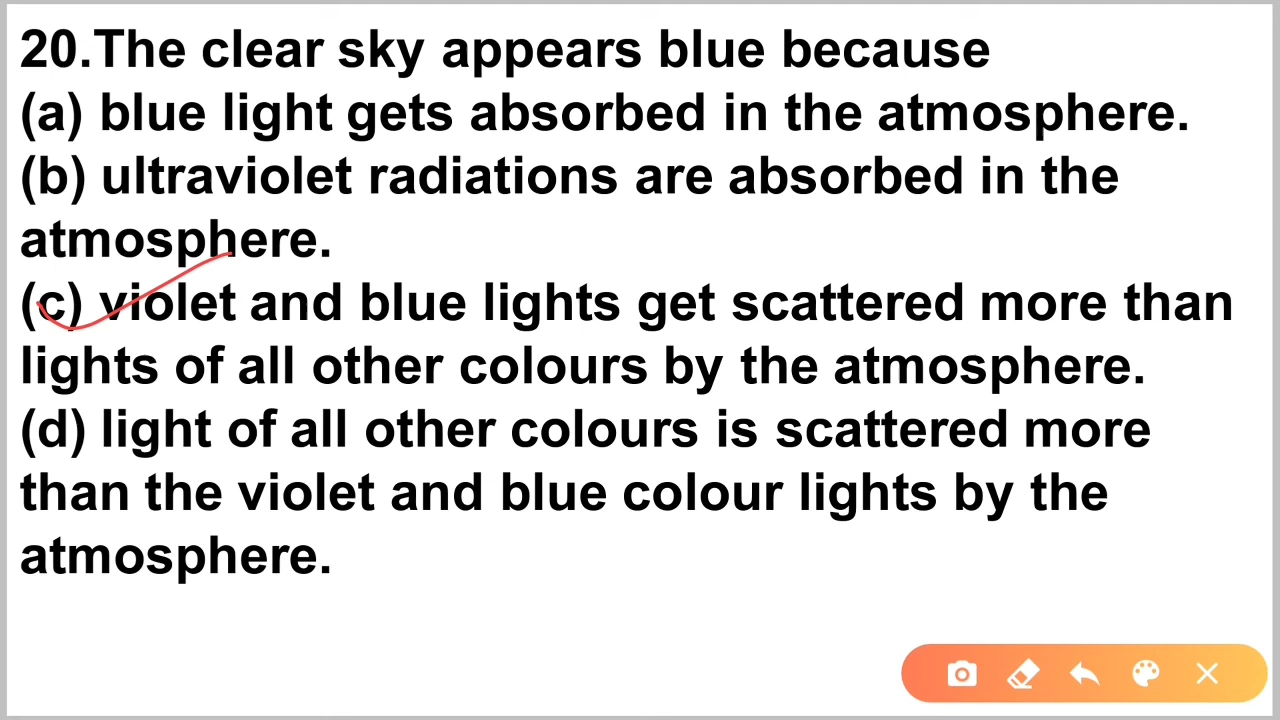 20.The clear sky appears blue because
(a) blue light gets absorbed in the atmosphere.
(b) ultraviolet radiations are absorbed in the
atmosphere.
(c) violet and blue lights get scattered more than
lights of all other colours by the atmosphere.
(d) light of all other colours is scattered more
than the violet and blue colour lights by the
atmosphere.